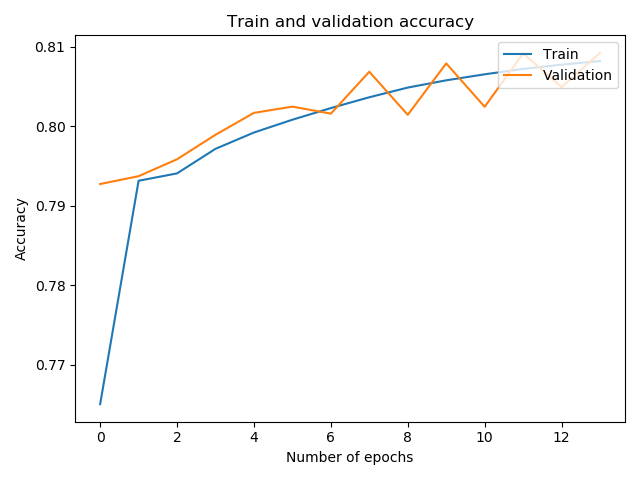 Train and validation accuracy
Train
Validation
0.81
0.80
0.79
0.78
0.77
Accuracy
0 2 4 6 8 10 12
Number of epochs